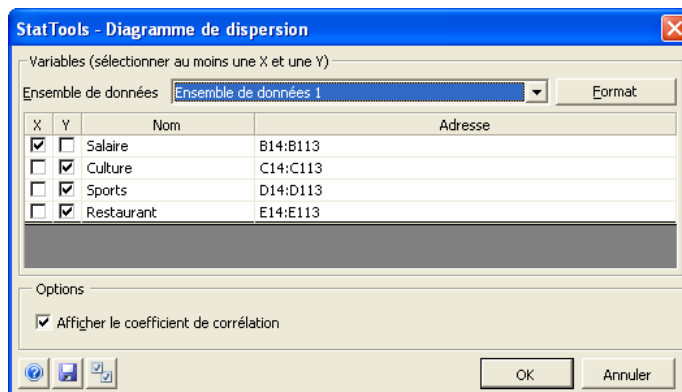 StatTools - Diagramme de dispersion
Variables (sélectionner au moins une X et une Y)
Ensemble de données Ensemble de données 1 Format
X Y Nom Adresse
Salaire B14:B113
Culture C14:C113
Sports D14:D113
Restaurant E14:E113
Options
Afficher le coefficient de corrélation
OK Annuler